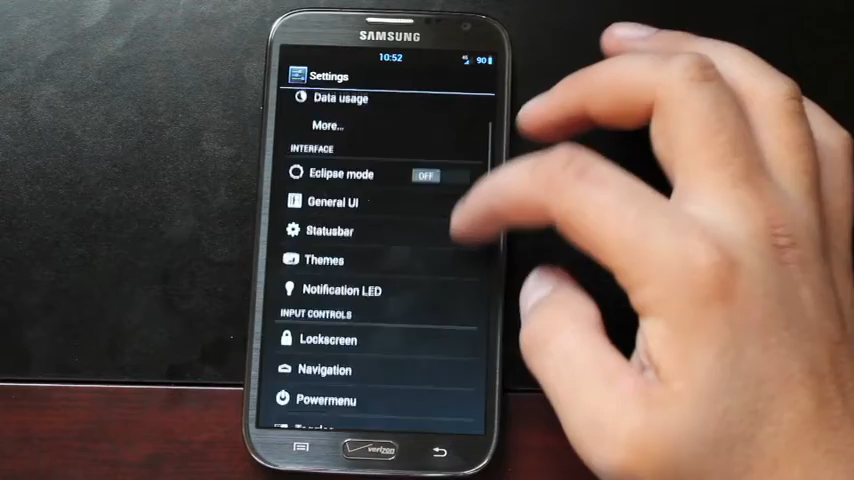 SAMSUNG
10:52
90
Settings
Data usage
More...
INTERFACE
Eclipse mode
OFF
General UI
Statusbar
Themes
Notification LED
INPUT CONTROLS
Lockscreen
Navigation
Powermenu
verizon